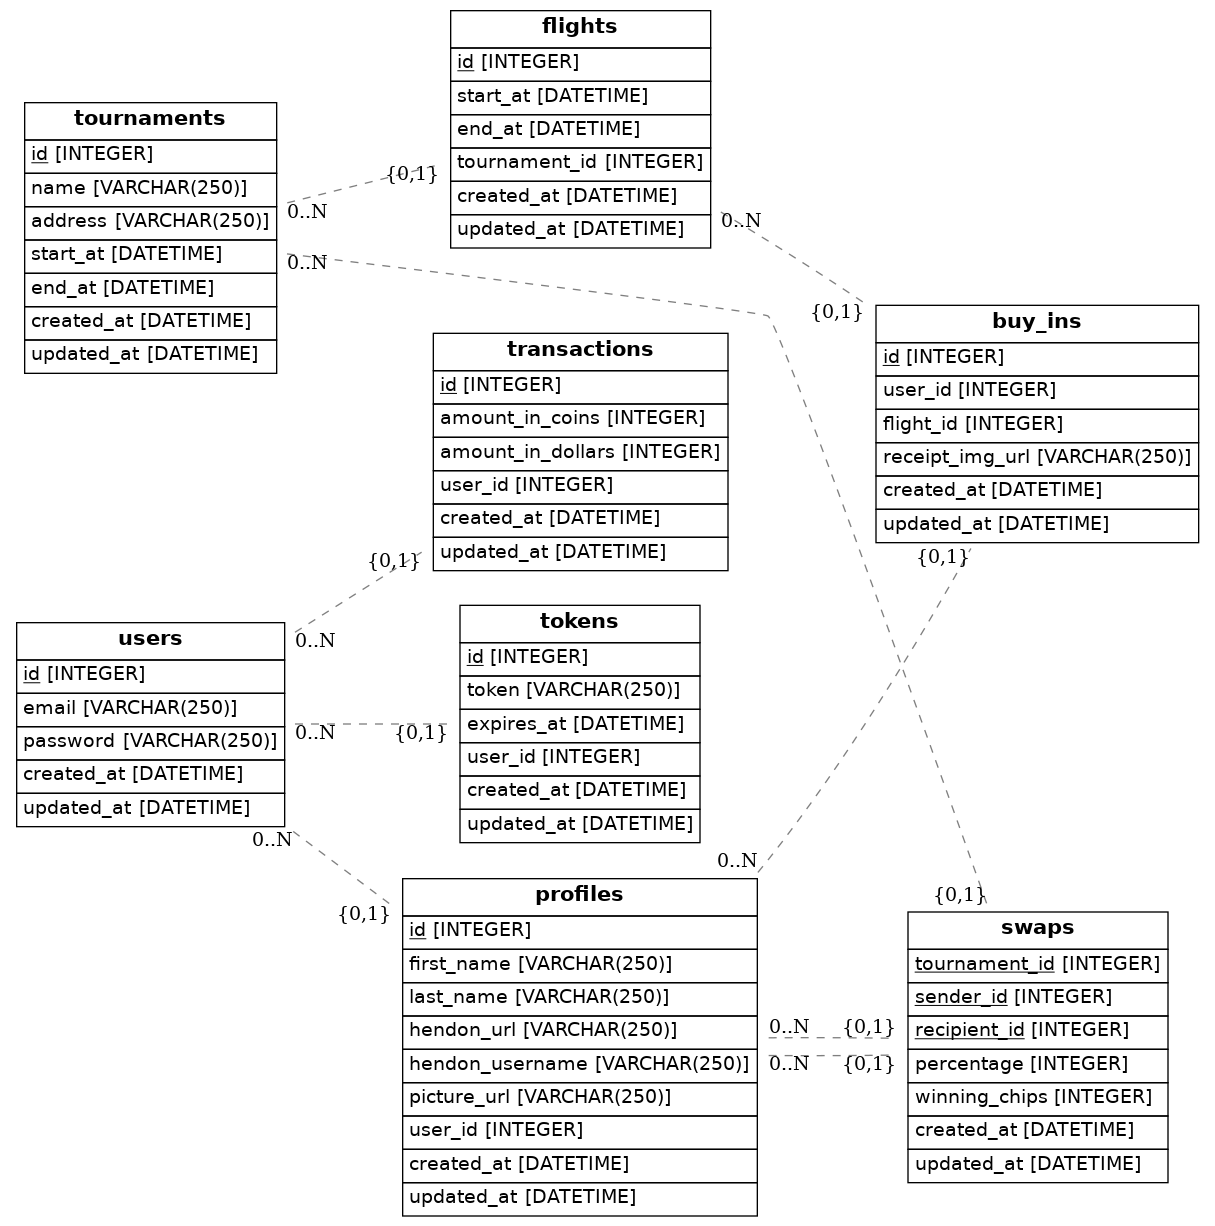 flights
id [INTEGER]
start_at [DATETIME]
end_at [DATETIME]
tournament_id [INTEGER]
created_at [DATETIME]
updated_at [DATETIME]
tournaments
id [INTEGER]
name [VARCHAR(250)]
address [VARCHAR(250)]
start_at [DATETIME]
end_at [DATETIME]
created_at [DATETIME]
updated_at [DATETIME]
{0,1}
0..N
0..N
0..N
{0,1}
buy_ins
id [INTEGER]
user_id [INTEGER]
flight_id [INTEGER]
receipt_img_url [VARCHAR(250)]
created_at [DATETIME]
updated_at [DATETIME]
transactions
id [INTEGER]
amount_in_coins [INTEGER]
amount_in_dollars [INTEGER]
user_id [INTEGER]
created_at [DATETIME]
updated_at [DATETIME]
{0,1}
{0,1}
0..N
users
id [INTEGER]
email [VARCHAR(250)]
password [VARCHAR(250)]
created_at [DATETIME]
updated_at [DATETIME]
tokens
id [INTEGER]
token [VARCHAR(250)]
expires_at [DATETIME]
user_id [INTEGER]
created_at [DATETIME]
updated_at [DATETIME]
0..N
{0,1}
0..N
{0,1}
0..N
{0,1}
profiles
id [INTEGER]
first_name [VARCHAR(250)]
last_name [VARCHAR(250)]
hendon_url [VARCHAR(250)]
hendon_username [VARCHAR(250)]
picture_url [VARCHAR(250)]
user_id [INTEGER]
created_at [DATETIME]
updated_at [DATETIME]
0..N
{0,1}
0..N
{0,1}
swaps
tournament_id [INTEGER]
sender_id [INTEGER]
recipient_id [INTEGER]
percentage [INTEGER]
winning_chips [INTEGER]
created_at [DATETIME]
updated_at [DATETIME]